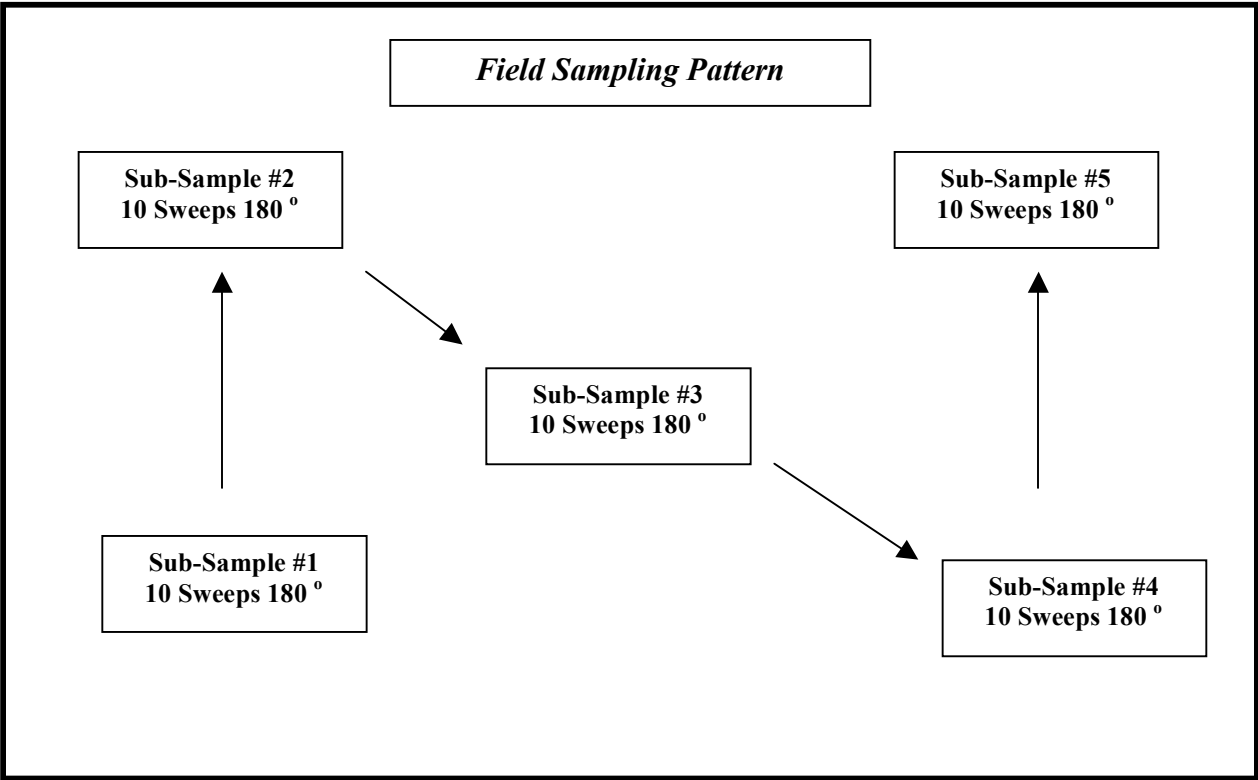 Field Sampling Pattern
Sub-Sample #2
10 Sweeps 180 º
Sub-Sample #5
10 Sweeps 180 º
Sub-Sample #3
10 Sweeps 180 º
Sub-Sample #1
10 Sweeps 180 º
Sub-Sample #4
10 Sweeps 180 º